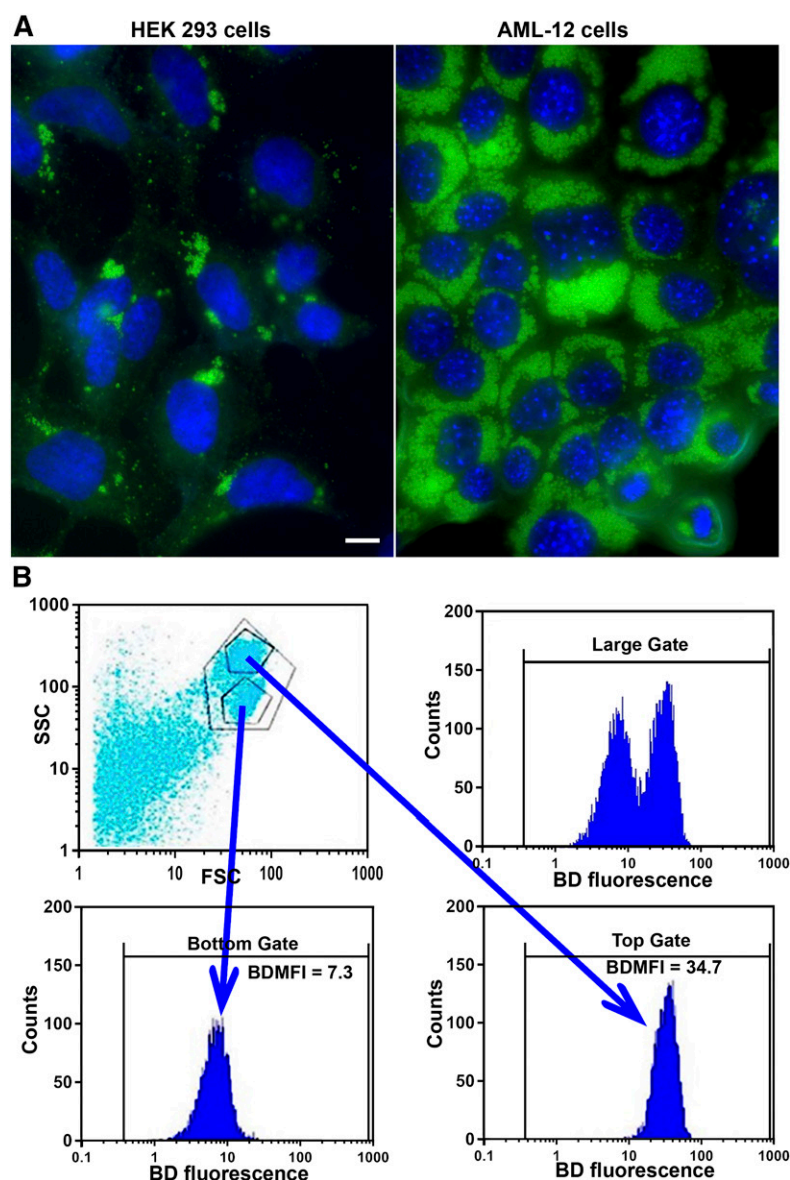 A
HEK 293 cells
AML-12 cells
B
1000
100
10
1
SSC
1
10
100
1000
FSC
200
150
100
50
0
Counts
Large Gate
0.1
1
10
100
1000
BD fluorescence
200
150
100
50
0
Counts
Bottom Gate
BDMFI = 7.3
0.1
1
10
100
1000
BD fluorescence
200
150
100
50
0
Counts
Top Gate
BDMFI = 34.7
0.1
1
10
100
1000
BD fluorescence